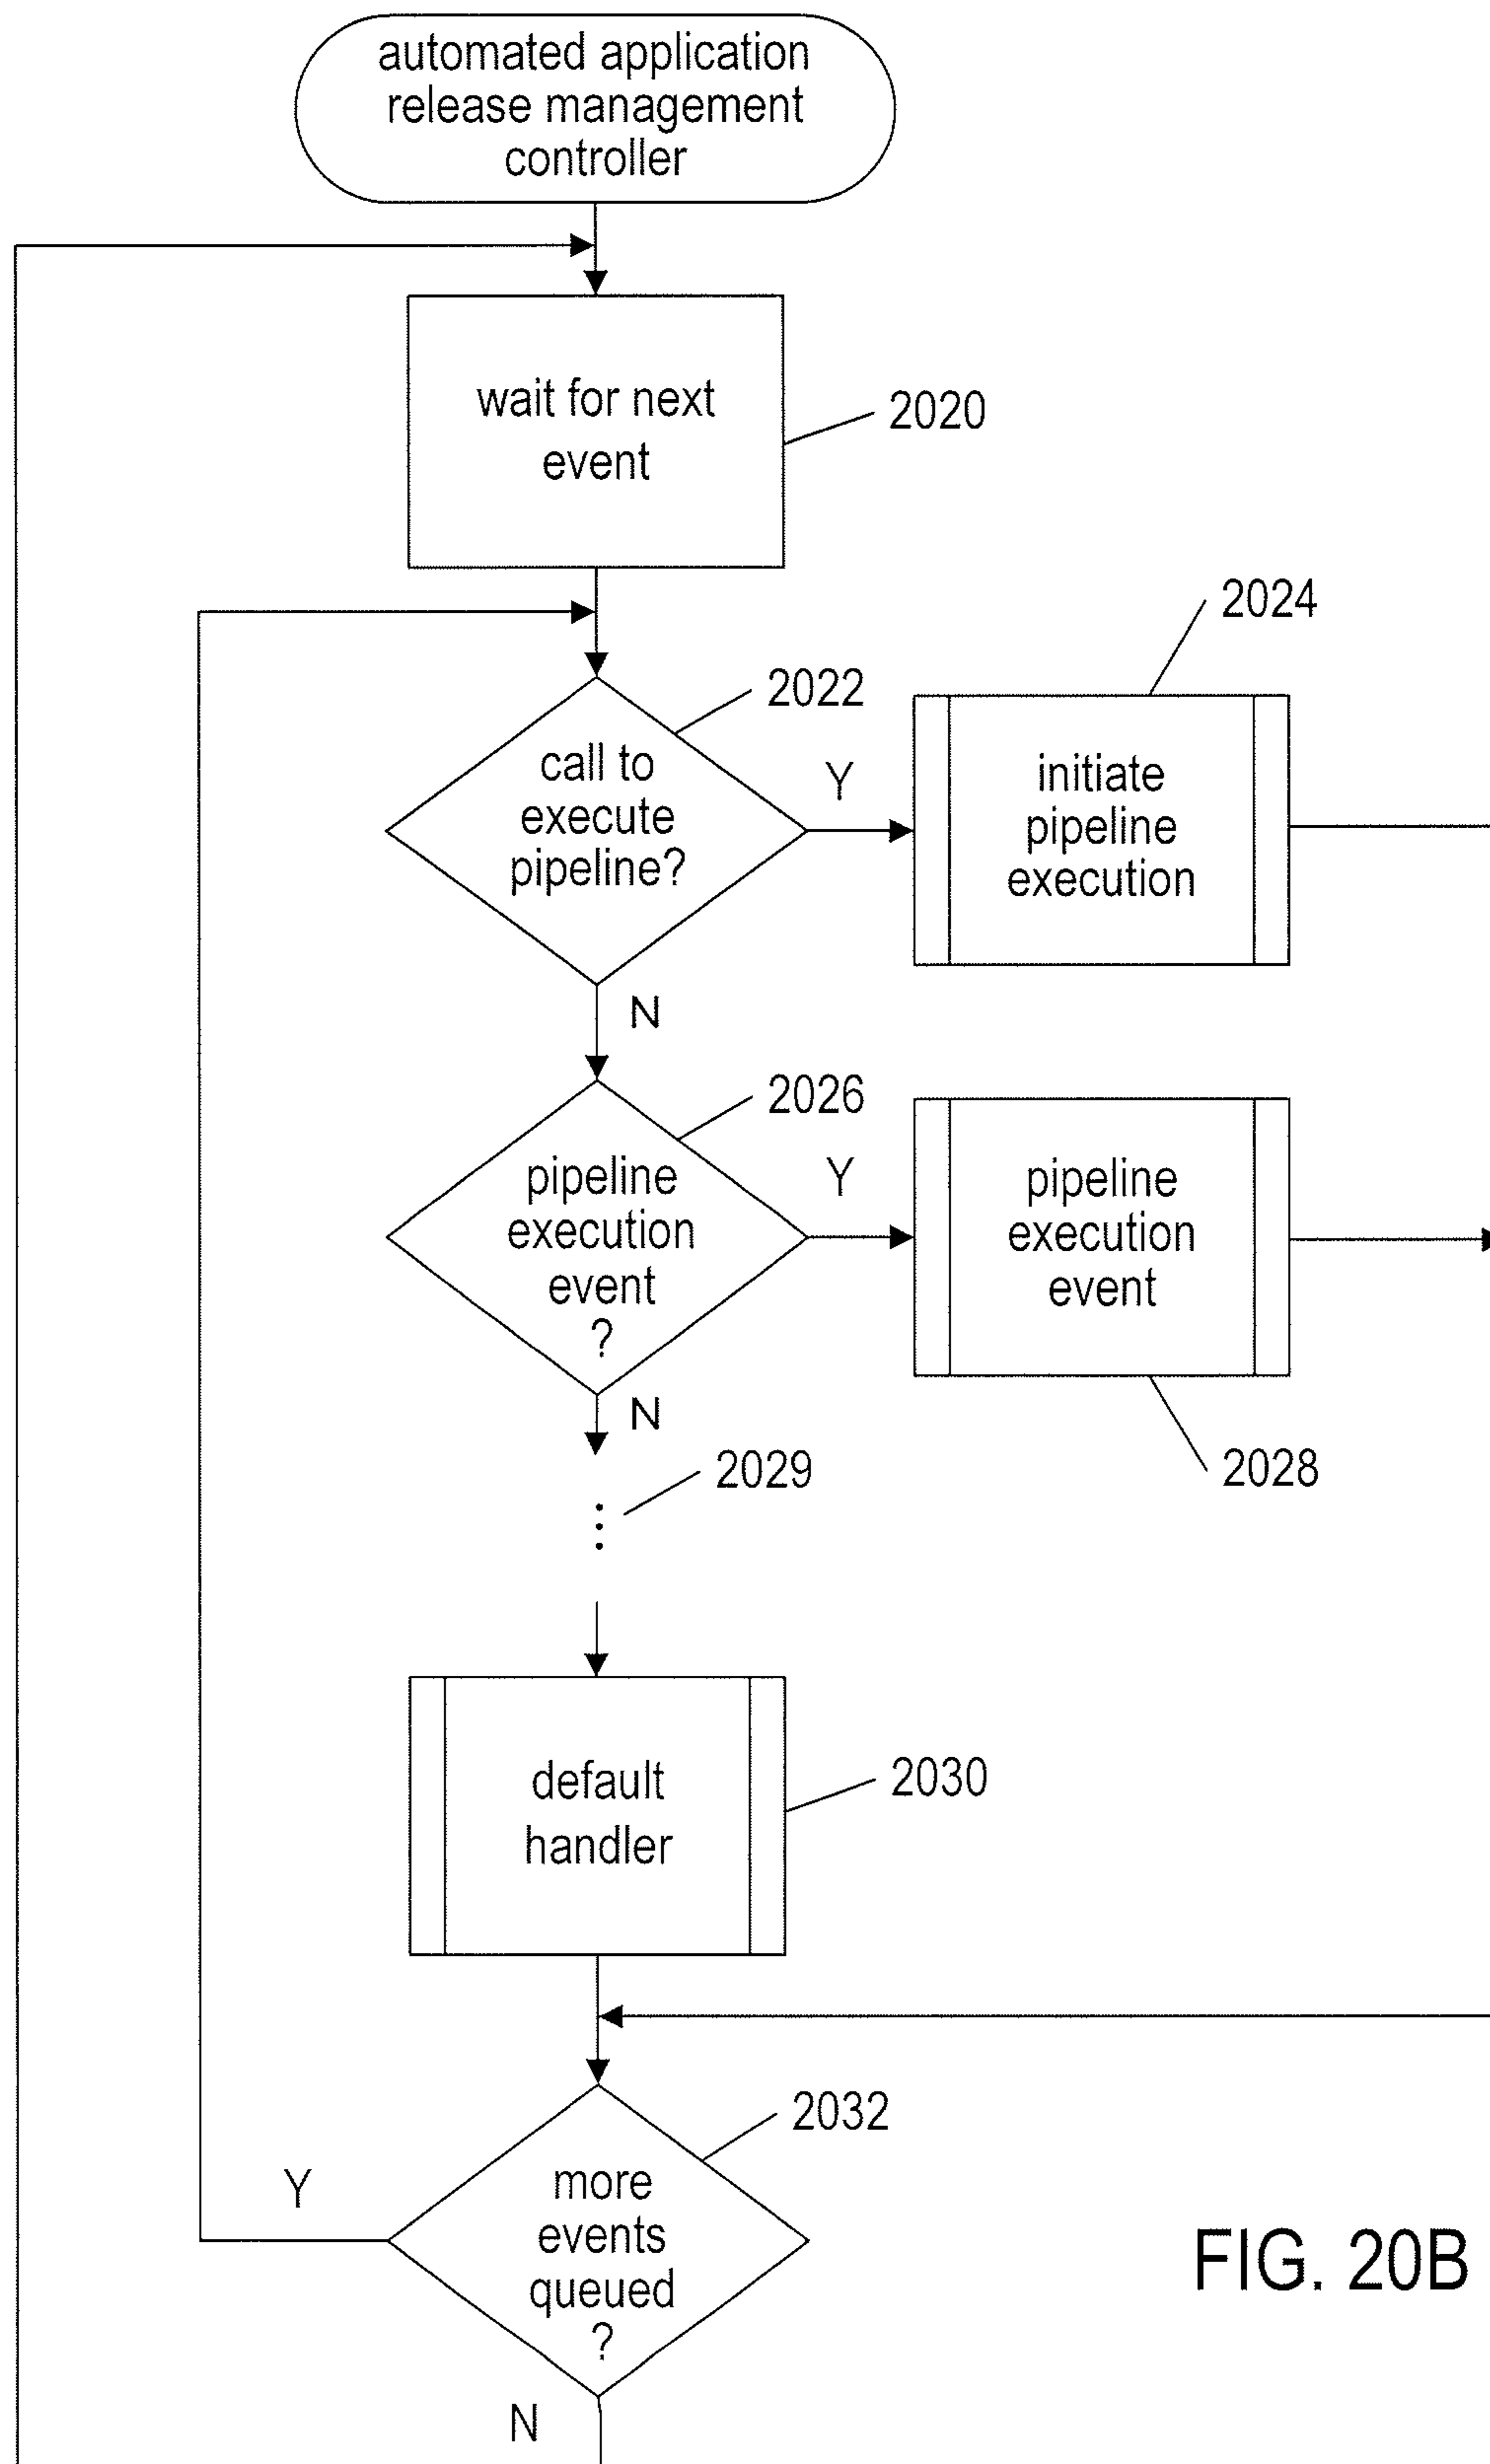 automated application
release management
controller
wait for next
event
2020
2024
2022
call to
execute
pipeline?
Y
initiate
pipeline
execution
N
2026
pipeline
execution
event
?
Y
pipeline
execution
event
N
2029
2028
default
handler
2030
2032
more
events
queued
?
Y
N
FIG. 20B